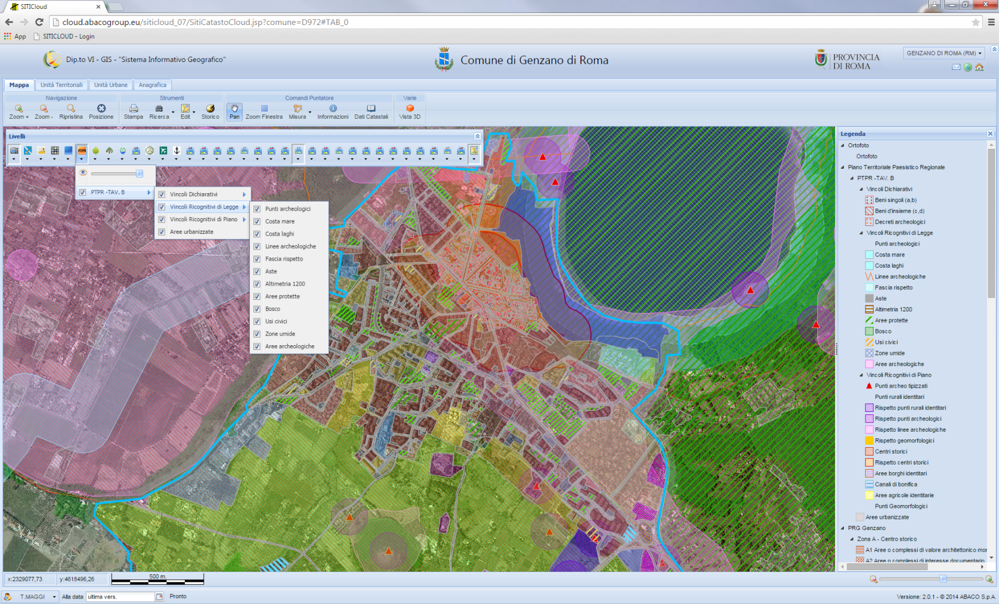 SITICloud
cloud.abacogroup.eu/siticloud_07/SitiCatastoCloud.jsp?comune=D972#TAB_0
App
SITICLOUD - Login
Dip.to VI - GIS - "Sistema Informativo Geografico"
Comune di Genzano di Roma
PROVINCIA
DI ROMA
GENZANO DI ROMA (RM)
Mappa
Unità Territoriali
Unità Urbane
Anagrafica
Navigazione
Strumenti
Comandi Puntatore
Varie
Zoom +
Zoom -
Ripristina
Posizione
Stampa
Ricerca
Edit
Storico
Pan
Zoom Finestra
Misura
Informazioni
Dati Catastali
Vista 3D
Livelli
PTPR
PTPR -TAV. B
Vincoli Dichiarativi
Vincoli Ricognitivi di Legge
Vincoli Ricognitivi di Piano
Aree urbanizzate
Punti archeologici
Costa mare
Costa laghi
Linee archeologiche
Fascia rispetto
Aste
Altimetria 1200
Aree protette
Bosco
Usi civici
Zone umide
Aree archeologiche
Legenda
Ortofoto
Ortofoto
Piano Territoriale Paesistico Regionale
PTPR -TAV. B
Vincoli Dichiarativi
Beni singoli (a,b)
Beni d'insieme (c,d)
Decreti archeologici
Vincoli Ricognitivi di Legge
Punti archeologici
Costa mare
Costa laghi
Linee archeologiche
Fascia rispetto
Aste
Altimetria 1200
Aree protette
Bosco
Usi civici
Zone umide
Aree archeologiche
Vincoli Ricognitivi di Piano
Punti archeo tipizzati
Punti rurali identitari
Rispetto punti rurali identitari
Rispetto punti archeologici
Rispetto linee archeologiche
Rispetto geomorfologici
Centri storici
Rispetto centri storici
Aree borghi identitari
Canali di bonifica
Aree agricole identitarie
Punti Geomorfologici
Aree urbanizzate
PRG Genzano
Zona A - Centro storico
A1 Aree o complessi di valore architettonico mor
A2 Aree o complessi di interesse documentario
x:2329077,73
y:4618496,26
500 m.
T.MAGGI
Alla data
ultima vers.
Pronto
Versione: 2.0.1 - © 2014 ABACO S.p.A.